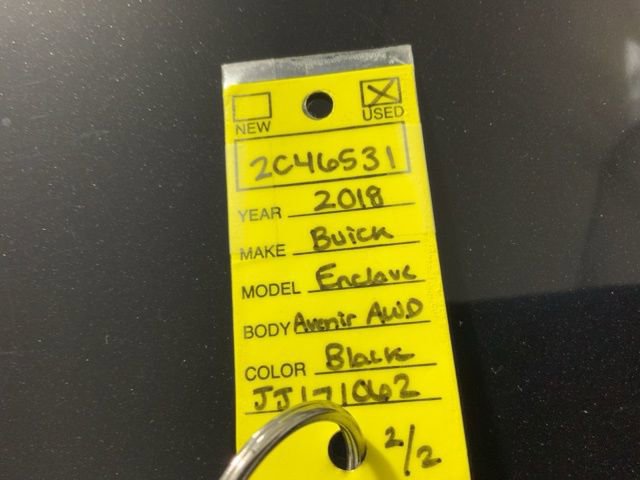 NEW USED
2C46531
YEAR 2018
MAKE Buick
MODEL Enclave
BODY Avenir AWD
COLOR Black
JJ171062
2/2